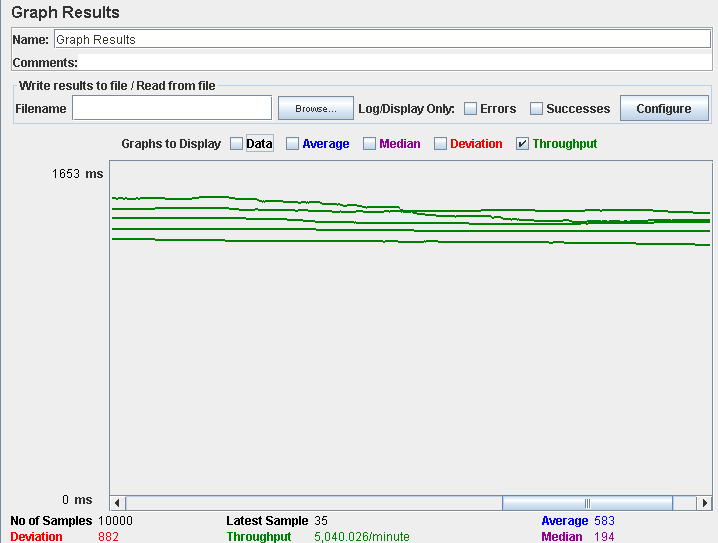 Graph Results
Name: Graph Results
Comments:
Write results to file / Read from file
Filename Browse... Log/Display Only: Errors Successes Configure
Graphs to Display Data Average Median Deviation Throughput
1653 ms
0 ms
No of Samples 10000 Latest Sample 35 Average 583
Deviation 882 Throughput 5,040.026/minute Median 194